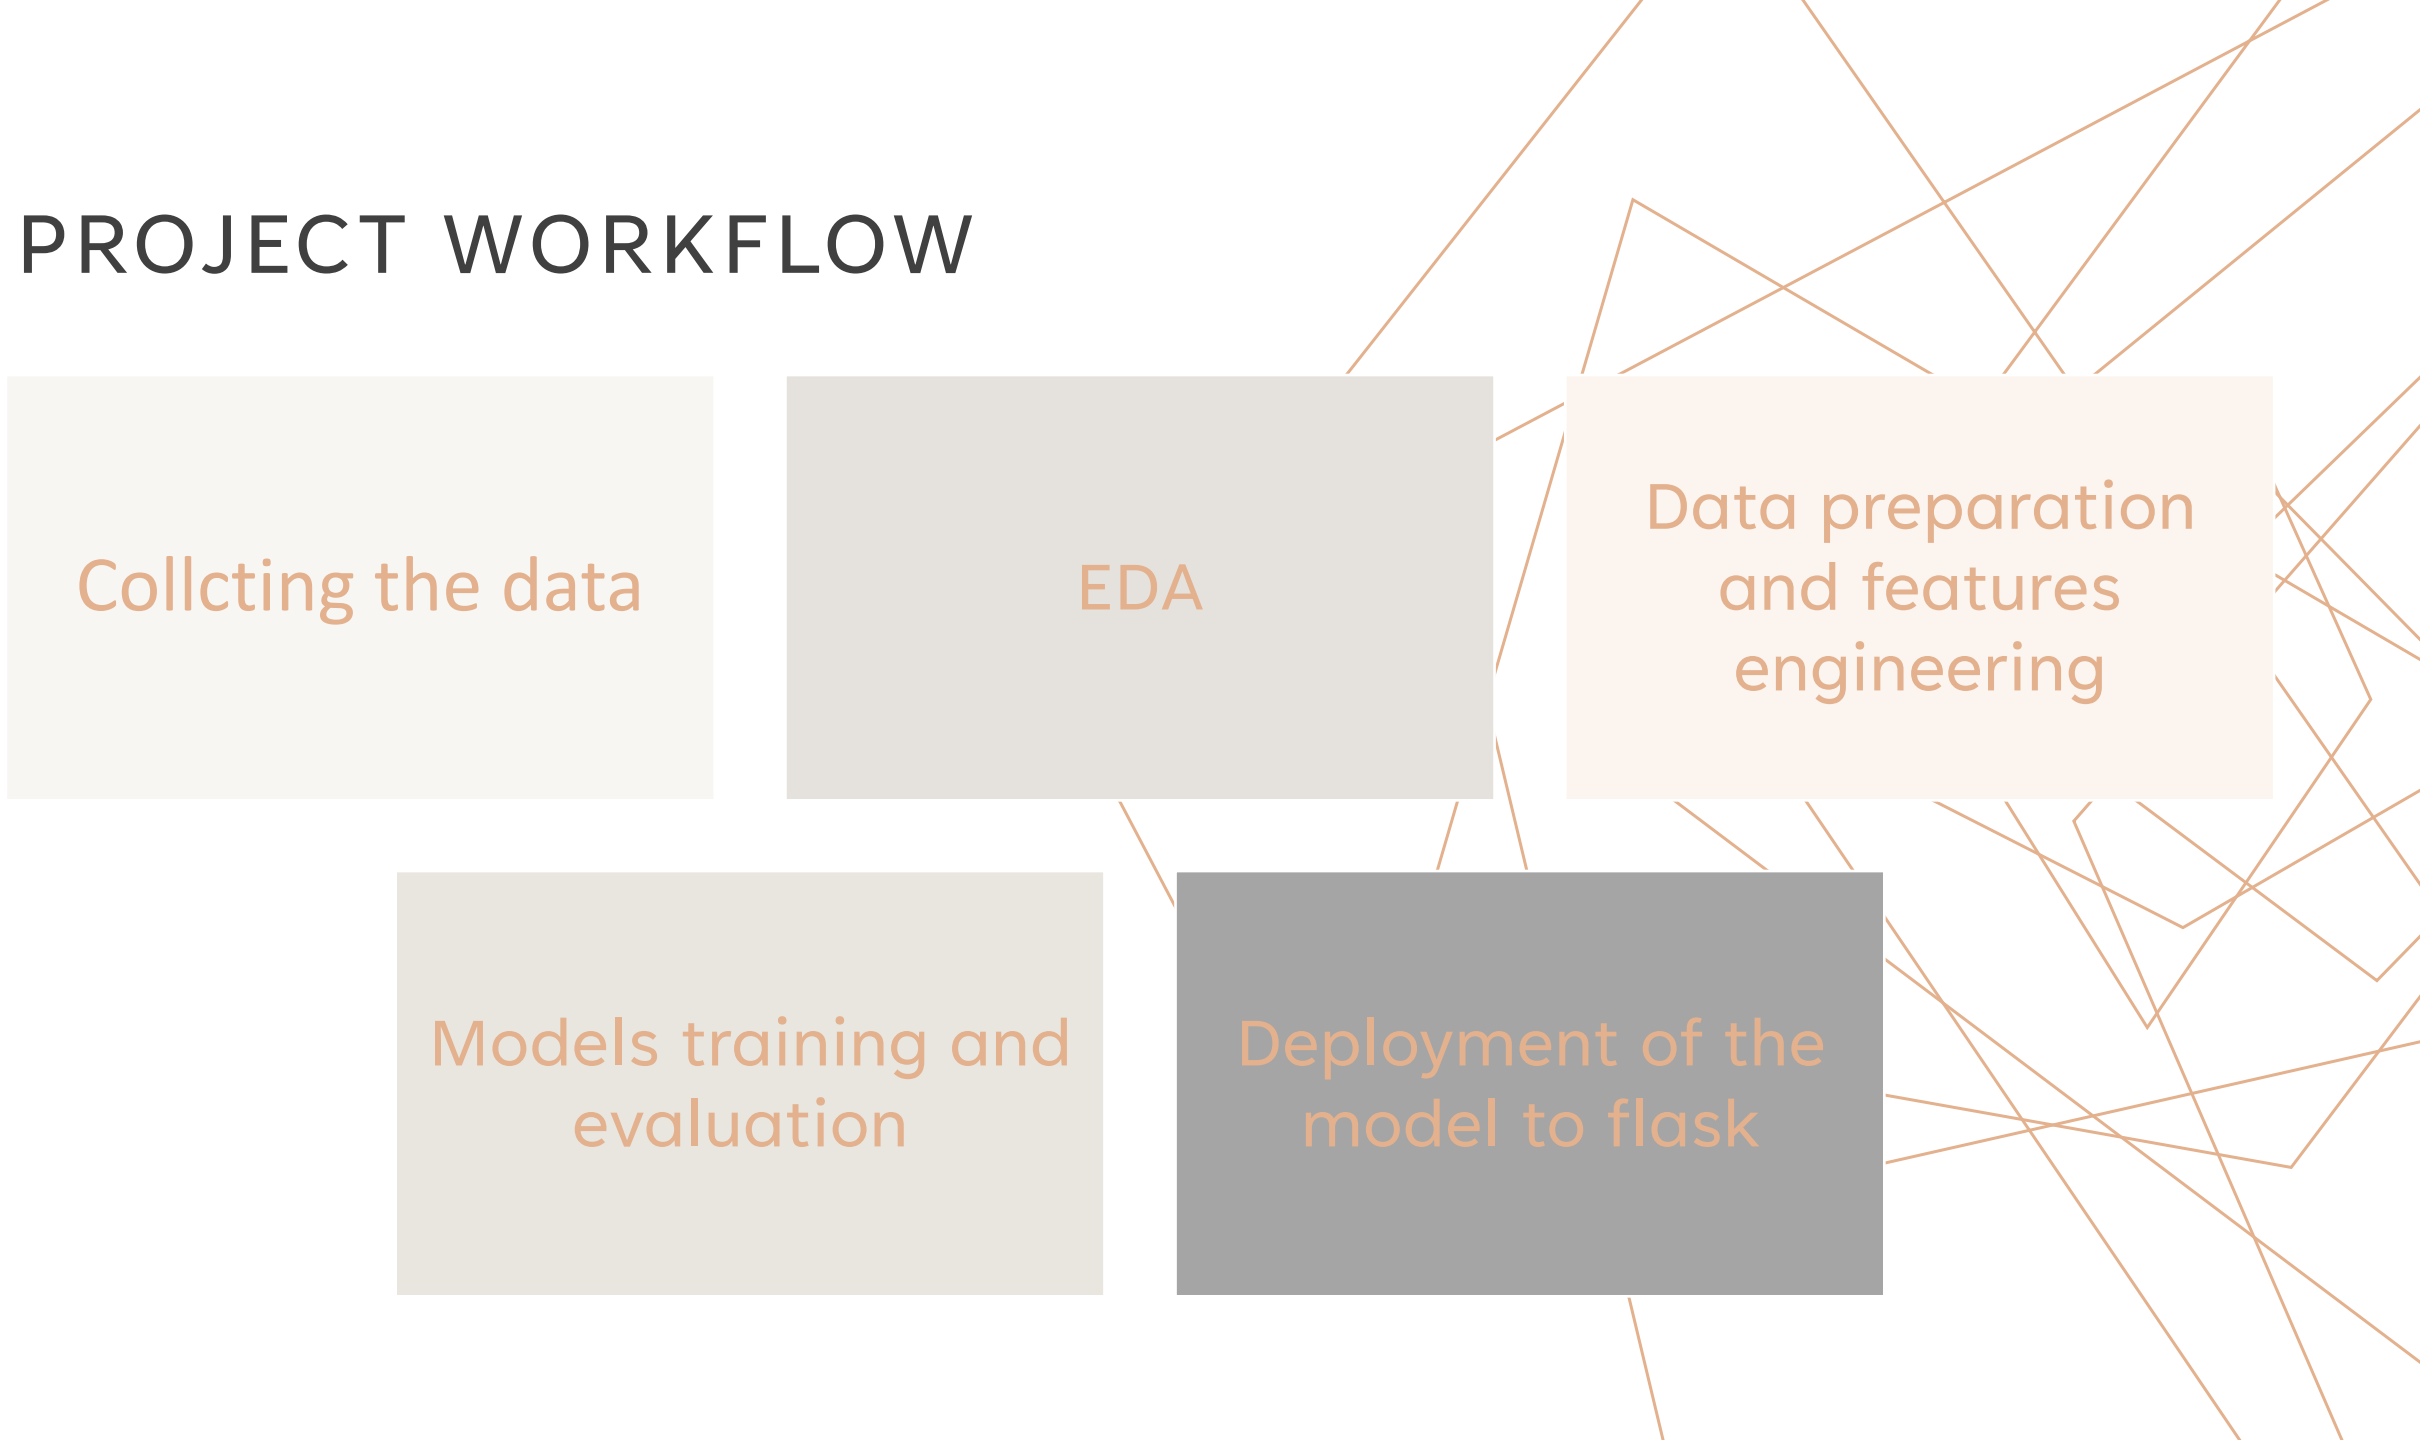 PROJECT WORKFLOW
Collcting the data
EDA
Data preparation
and features
engineering
Models training and
evaluation
Deployment of the
model to flask